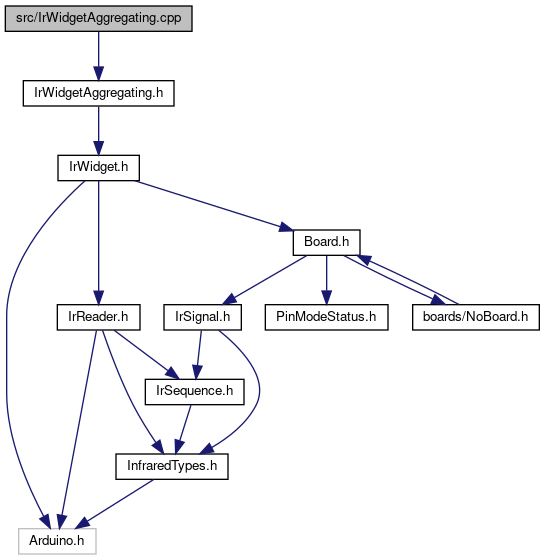 src/IrWidgetAggregating.cpp
IrWidgetAggregating.h
IrWidget.h
Board.h
IrReader.h
IrSignal.h
PinModeStatus.h
boards/NoBoard.h
IrSequence.h
InfraredTypes.h
Arduino.h